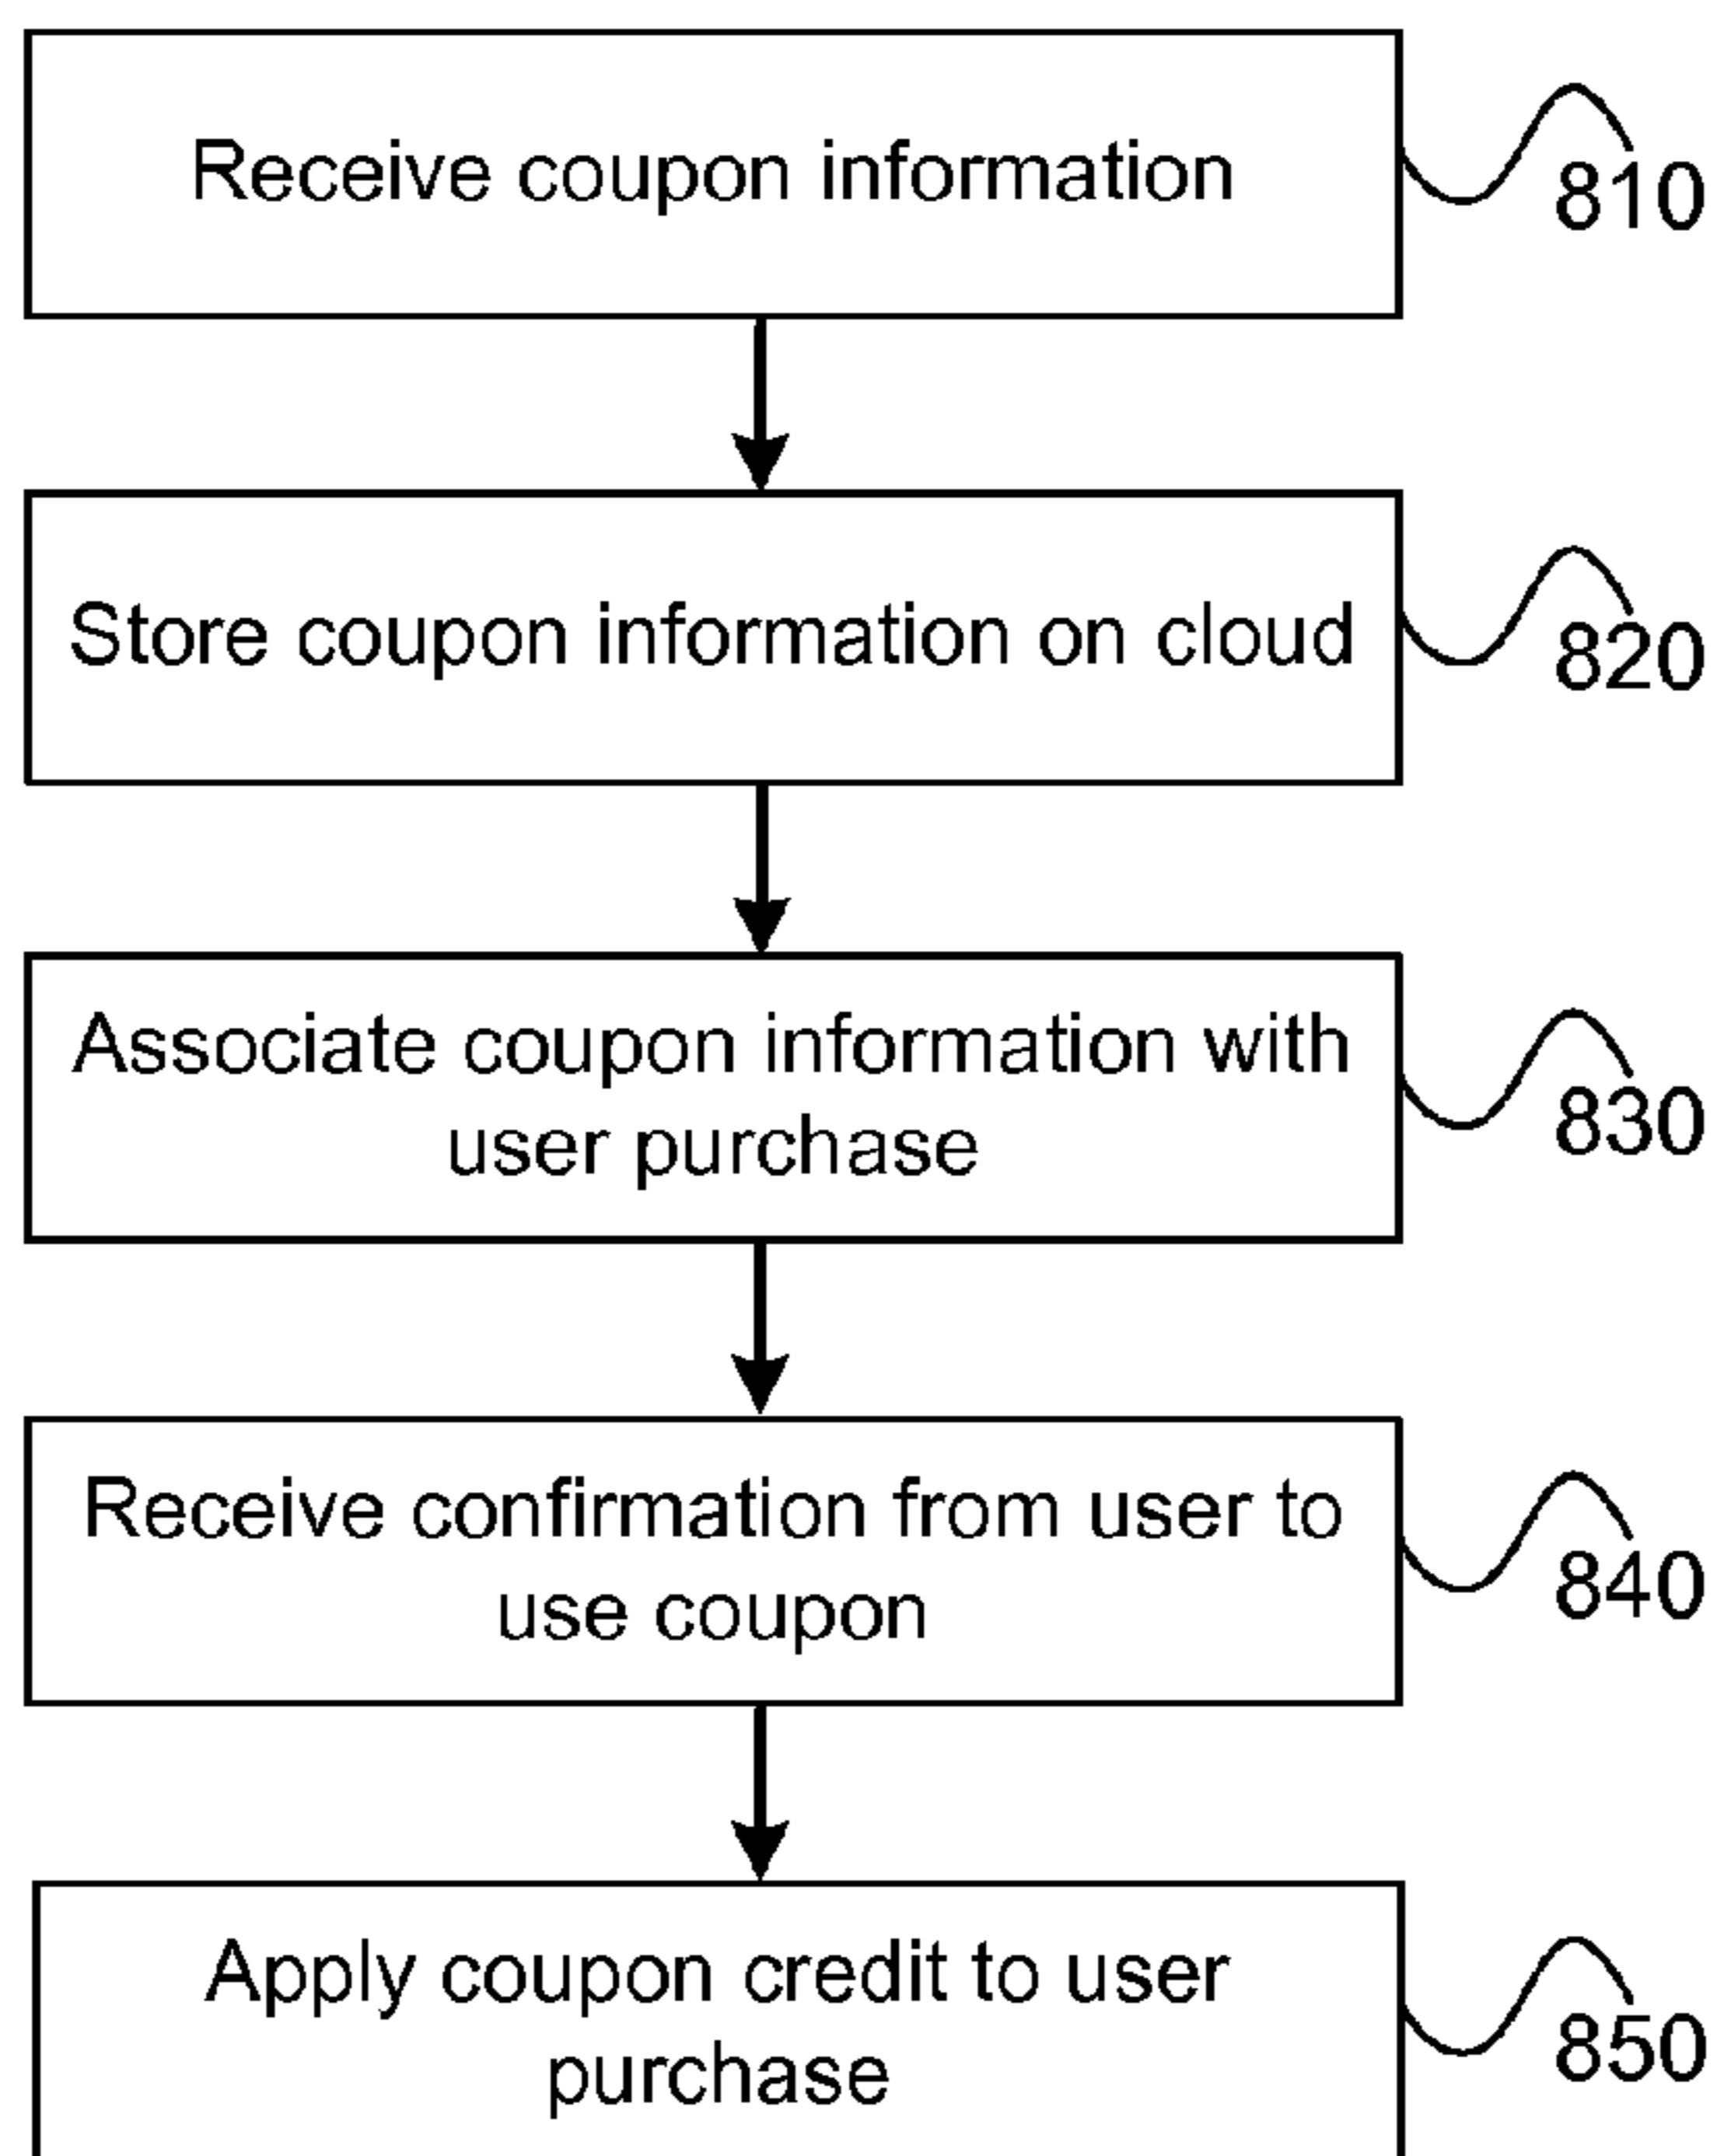 Receive coupon information
810
Store coupon information on cloud
820
Associate coupon information with
user purchase
830
Receive confirmation from user to
use coupon
840
Apply coupon credit to user
purchase
850